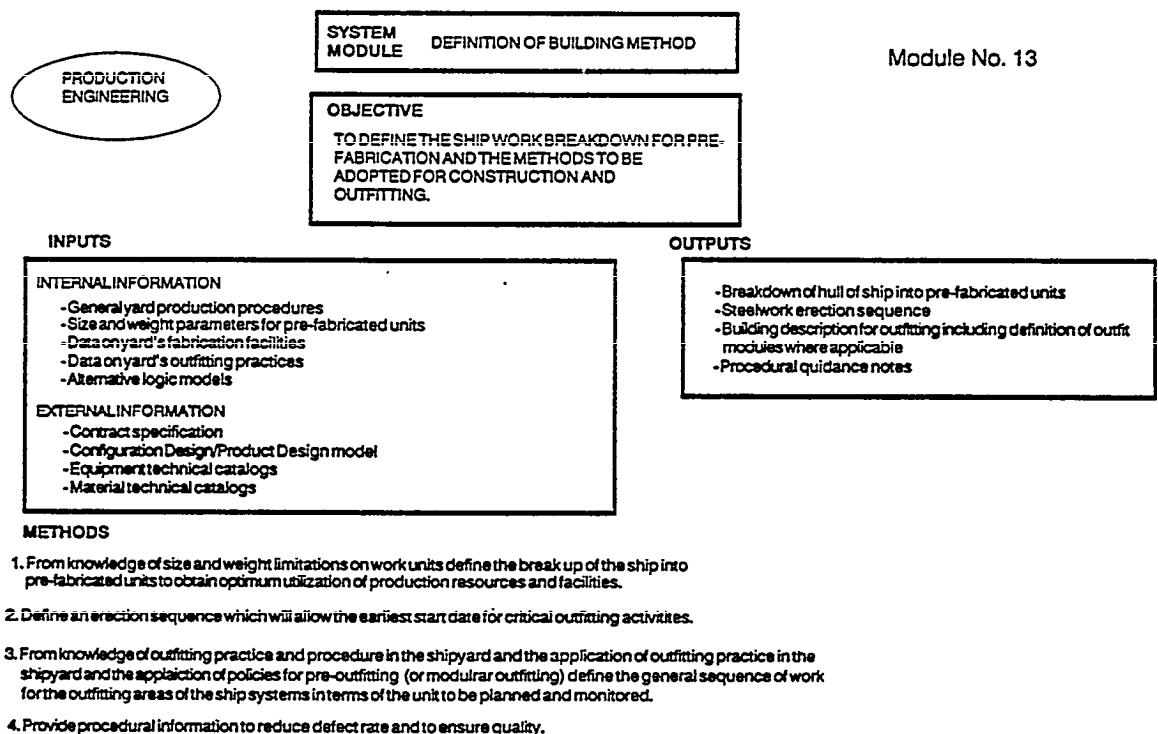 PRODUCTION
ENGINEERING
SYSTEM
MODULE
DEFINITION OF BUILDING METHOD
Module No. 13
OBJECTIVE
TO DEFINE THE SHIP WORK BREAKDOWN FOR PRE-
FABRICATION AND THE METHODS TO BE
ADOPTED FOR CONSTRUCTION AND
OUTFITTING.
INPUTS
INTERNAL INFORMATION
- General yard production procedures
- Size and weight parameters for pre-fabricated units
- Data on yard's fabrication facilities
- Data on yard's outfitting practices
- Alternative logic models
EXTERNAL INFORMATION
- Contract specification
- Configuration Design/Product Design model
- Equipment technical catalogs
- Material technical catalogs
OUTPUTS
- Breakdown of hull of ship into pre-fabricated units
- Steelwork erection sequence
- Building description for outfitting including definition of outfit
modules where applicable
- Procedural quidance notes
METHODS
1. From knowledge of size and weight limitations on work units define the break up of the ship into
pre-fabricated units to obtain optimum utilization of production resources and facilities.
2. Define an erection sequence which will allow the earliest start date for critical outfitting activitites.
3. From knowledge of outfitting practice and procedure in the shipyard and the application of outfitting practice in the
shipyard and the applaiction of policies for pre-outfitting (or modulrar outfitting) define the general sequence of work
for the outfitting areas of the ship systems in terms of the unit to be planned and monitored.
4. Provide procedural information to reduce defect rate and to ensure quality.